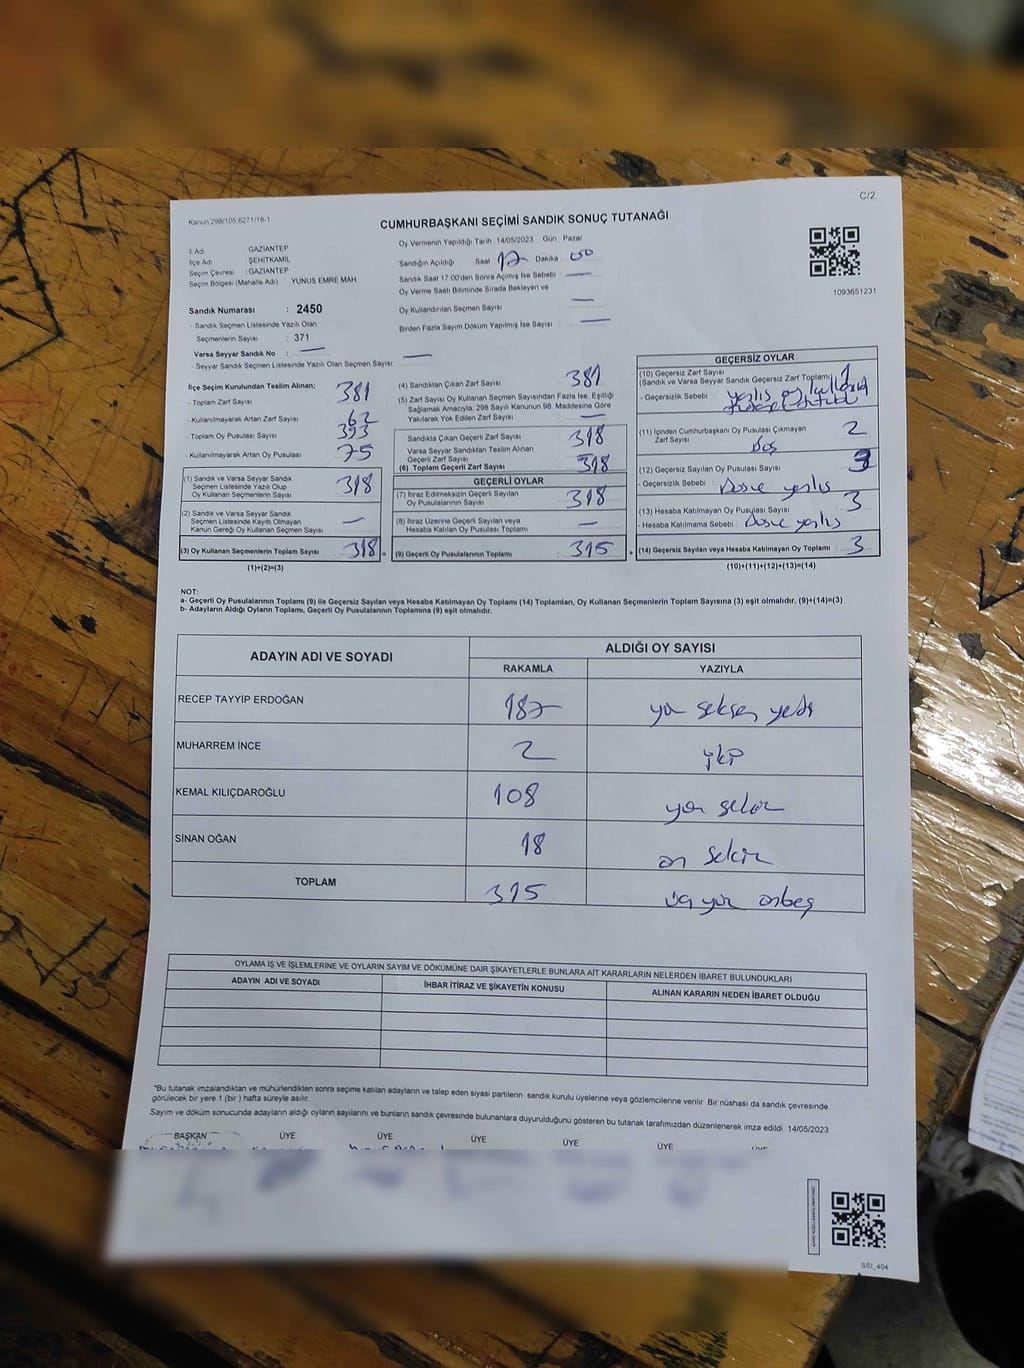 C/2
Kanun:298/105,6271/18-1
CUMHURBAŞKANI SEÇİMİ SANDIK SONUÇ TUTANAĞI
İl Adı : GAZİANTEP
İlçe Adı : ŞEHİTKAMİL
Seçim Çevresi : GAZİANTEP
Seçim Bölgesi (Mahalle Adı) YUNUS EMRE MAH.
Oy Vermenin Yapıldığı Tarih : 14/05/2023 Gün : Pazar
Sandığın Açıldığı Saat 17 Dakika : 00
Sandık Saat 17:00'den Sonra Açımış İse Sebebi : —
Oy Verme Saati Bitiminde Sırada Bekleyen ve
Oy Kullandırılan Seçmen Sayısı —
Birden Fazla Sayım Döküm Yapılmış İse Sayısı : —
1093651231
Sandık Numarası : 2450
- Sandık Seçmen Listesinde Yazılı Olan
Seçmenlerin Sayısı : 371
Varsa Seyyar Sandık No : —
- Seyyar Sandık Seçmen Listesinde Yazılı Olan Seçmen Sayısı : —
İlçe Seçim Kurulundan Teslim Alınan;
- Toplam Zarf Sayısı 381
- Kullanılmayarak Artan Zarf Sayısı 62
- Toplam Oy Pusulası Sayısı 393
- Kullanılmayarak Artan Oy Pusulası 75
(1) Sandık ve Varsa Seyyar Sandık
Seçmen Listesinde Yazılı Olup
Oy Kullanan Seçmenlerin Sayısı 318
(2) Sandık ve Varsa Seyyar Sandık
Seçmen Listesinde Kayıtlı Olmayan
Kanun Gereği Oy Kullanan Seçmen Sayısı —
(3) Oy Kullanan Seçmenlerin Toplam Sayısı 318 =
(1)+(2)=(3)
(4) Sandıktan Çıkan Zarf Sayısı 381
(5) Zarf Sayısı Oy Kullanan Seçmen Sayısından Fazla İse, Eşitliği
Sağlamak Amacıyla, 298 Sayılı Kanunun 98. Maddesine Göre
Yakılarak Yok Edilen Zarf Sayısı —
Sandıkta Çıkan Geçerli Zarf Sayısı 318
Varsa Seyyar Sandıktan Teslim Alınan
Geçerli Zarf Sayısı
(6) Toplam Geçerli Zarf Sayısı 318
GEÇERLİ OYLAR
(7) İtiraz Edilmeksizin Geçerli Sayılan
Oy Pusulalarının Sayısı 318
(8) İtiraz Üzerine Geçerli Sayılan veya
Hesaba Katılan Oy Pusulası Toplamı —
(9) Geçerli Oy Pusulalarının Toplamı 315 +
GEÇERSİZ OYLAR
(10) Geçersiz Zarf Sayısı
(Sandık ve Varsa Seyyar Sandık Geçersiz Zarf Toplamı) 1
- Geçersizlik Sebebi :
(11) İçinden Cumhurbaşkanı Oy Pusulası Çıkmayan
Zarf Sayısı 2
boş
(12) Geçersiz Sayılan Oy Pusulası Sayısı 3
- Geçersizlik Sebebi :
(13) Hesaba Katılmayan Oy Pusulası Sayısı 3
- Hesaba Katılmama Sebebi :
(14) Geçersiz Sayılan veya Hesaba Katılmayan Oy Toplamı 3
(10)+(11)+(12)+(13)=(14)
NOT:
a- Geçerli Oy Pusulalarının Toplamı (9) ile Geçersiz Sayılan veya Hesaba Katılmayan Oy Toplamı (14) Toplamları, Oy Kullanan Seçmenlerin Toplam Sayısına (3) eşit olmalıdır. (9)+(14)=(3)
b- Adayların Aldığı Oyların Toplamı, Geçerli Oy Pusulalarının Toplamına (9) eşit olmalıdır.
ADAYIN ADI VE SOYADI ALDIĞI OY SAYISI
RAKAMLA YAZIYLA
RECEP TAYYİP ERDOĞAN 187 yüz seksen yedi
MUHARREM İNCE 2 iki
KEMAL KILIÇDAROĞLU 108 yüz sekiz
SİNAN OĞAN 18 on sekiz
TOPLAM 315 üç yüz onbeş
OYLAMA İŞ VE İŞLEMLERİNE VE OYLARIN SAYIM VE DÖKÜMÜNE DAİR ŞİKAYETLERLE BUNLARA AİT KARARLARIN NELERDEN İBARET BULUNDUKLARI
ADAYIN ADI VE SOYADI İHBAR İTİRAZ VE ŞİKAYETİN KONUSU ALINAN KARARIN NEDEN İBARET OLDUĞU
*Bu tutanak imzalandıktan ve mühürlendikten sonra seçime katılan adayların ve talep eden siyasi partilerin sandık kurulu üyelerine veya gözlemcilerine verilir. Bir nüshası da sandık çevresinde
görülecek bir yere 1 (bir ) hafta süreyle asılır.
Sayım ve döküm sonucunda adayların aldığı oyların sayılarını ve bunların sandık çevresinde bulunanlara duyurulduğunu gösteren bu tutanak tarafımızdan düzenlenerek imza edildi. 14/05/2023
BAŞKAN ÜYE ÜYE ÜYE ÜYE ÜYE ÜYE
SSİ_404